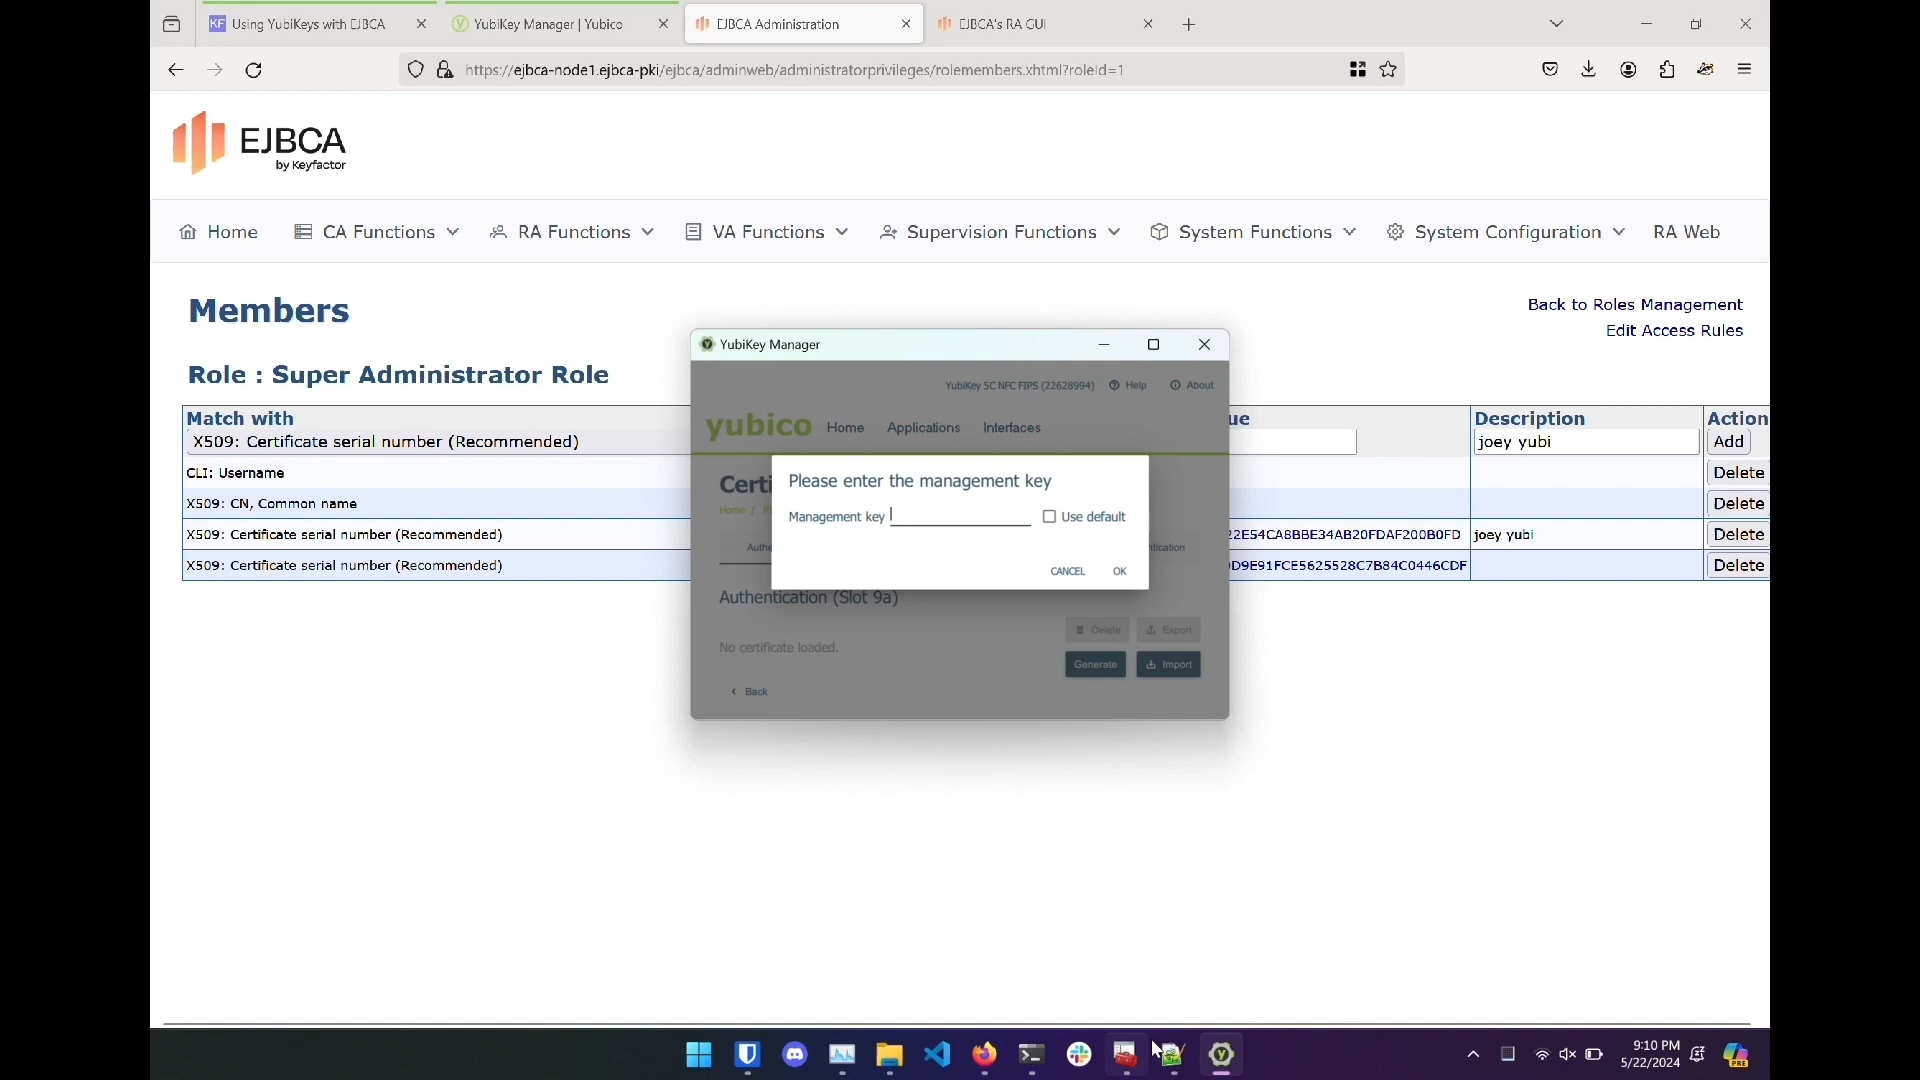 Using YubiKeys with EJBCA
YubiKey Manager | Yubico
EJBCA Administration
EJBCA's RA GUI
https://ejbca-node1.ejbca-pki/ejbca/adminweb/administratorprivileges/rolemembers.xhtml?roleId=1
EJBCA
by Keyfactor
Home
CA Functions
RA Functions
VA Functions
Supervision Functions
System Functions
System Configuration
RA Web
Members
Back to Roles Management
Edit Access Rules
Role : Super Administrator Role
Match with
ue
Description
Action
X509: Certificate serial number (Recommended)
joey yubi
Add
CLI: Username
Delete
X509: CN, Common name
Delete
X509: Certificate serial number (Recommended)
22E54CA8BBE34AB20FDAF200B0FD
joey yubi
Delete
X509: Certificate serial number (Recommended)
D9E91FCE5625528C7B84C0446CDF
Delete
YubiKey Manager
YubiKey 5C NFC FIPS (22628994)
Help
About
yubico
Home
Applications
Interfaces
Certi
Home / P
Please enter the management key
Management key
Use default
CANCEL
OK
Authe
ntication
Authentication (Slot 9a)
No certificate loaded.
Delete
Export
Generate
Import
Back
9:10 PM
5/22/2024